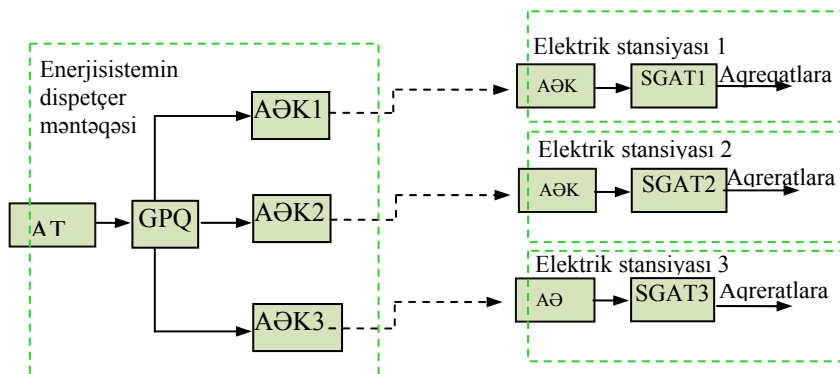 Enerjisistemin
dispetçer
məntəqəsi
AT
GPQ
AƏK1
AƏK2
AƏK3
Elektrik stansiyası 1
AƏK
SGAT1
Aqreqatlara
Elektrik stansiyası 2
AƏK
SGAT2
Aqreratlara
Elektrik stansiyası 3
AƏ
SGAT3
Aqreratlara